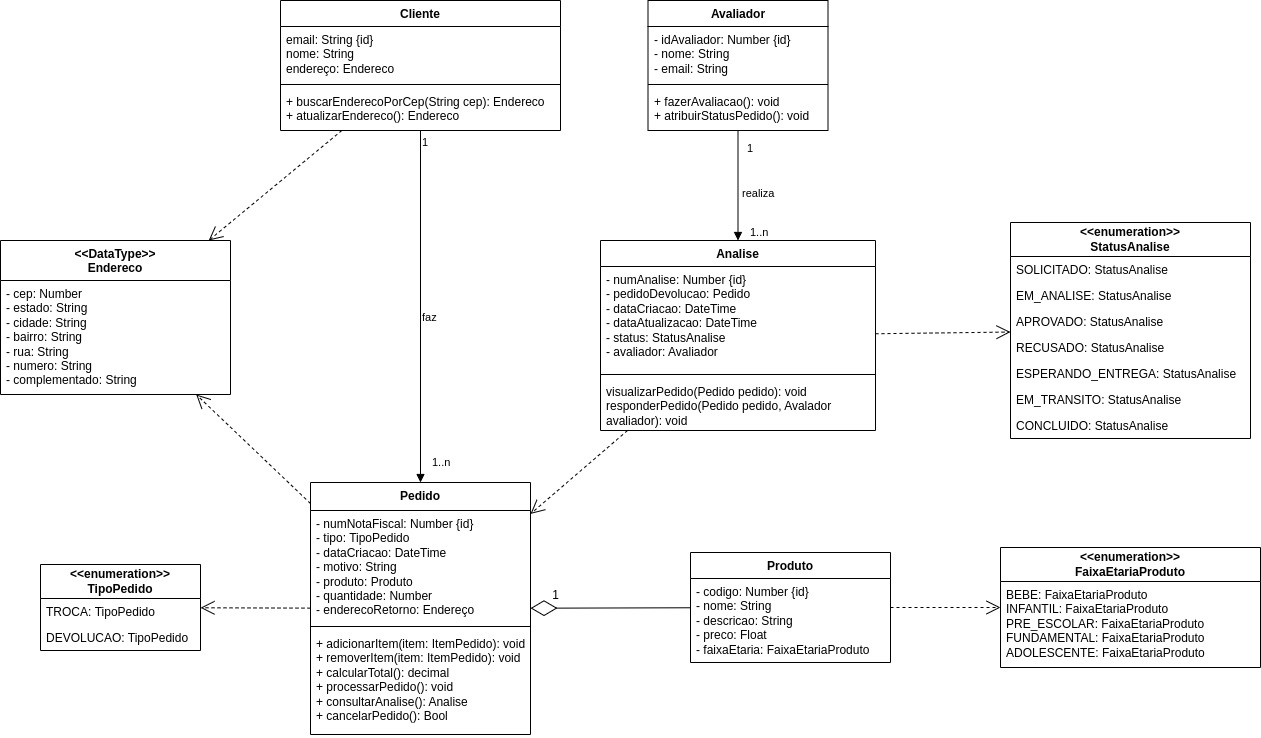 Cliente
email: String {id}
nome: String
endereço: Endereco
+ buscarEnderecoPorCep(String cep): Endereco
+ atualizarEndereco(): Endereco
Avaliador
- idAvaliador: Number {id}
- nome: String
- email: String
+ fazerAvaliacao(): void
+ atribuirStatusPedido(): void
1
faz
1..n
1
realiza
1..n
<<DataType>>
Endereco
- cep: Number
- estado: String
- cidade: String
- bairro: String
- rua: String
- numero: String
- complementado: String
Analise
- numAnalise: Number {id}
- pedidoDevolucao: Pedido
- dataCriacao: DateTime
- dataAtualizacao: DateTime
- status: StatusAnalise
- avaliador: Avaliador
visualizarPedido(Pedido pedido): void
responderPedido(Pedido pedido, Avalador
avaliador): void
<<enumeration>>
StatusAnalise
SOLICITADO: StatusAnalise
EM_ANALISE: StatusAnalise
APROVADO: StatusAnalise
RECUSADO: StatusAnalise
ESPERANDO_ENTREGA: StatusAnalise
EM_TRANSITO: StatusAnalise
CONCLUIDO: StatusAnalise
<<enumeration>>
TipoPedido
TROCA: TipoPedido
DEVOLUCAO: TipoPedido
Pedido
- numNotaFiscal: Number {id}
- tipo: TipoPedido
- dataCriacao: DateTime
- motivo: String
- produto: Produto
- quantidade: Number
- enderecoRetorno: Endereço
+ adicionarItem(item: ItemPedido): void
+ removerItem(item: ItemPedido): void
+ calcularTotal(): decimal
+ processarPedido(): void
+ consultarAnalise(): Analise
+ cancelarPedido(): Bool
1
Produto
- codigo: Number {id}
- nome: String
- descricao: String
- preco: Float
- faixaEtaria: FaixaEtariaProduto
<<enumeration>>
FaixaEtariaProduto
BEBE: FaixaEtariaProduto
INFANTIL: FaixaEtariaProduto
PRE_ESCOLAR: FaixaEtariaProduto
FUNDAMENTAL: FaixaEtariaProduto
ADOLESCENTE: FaixaEtariaProduto